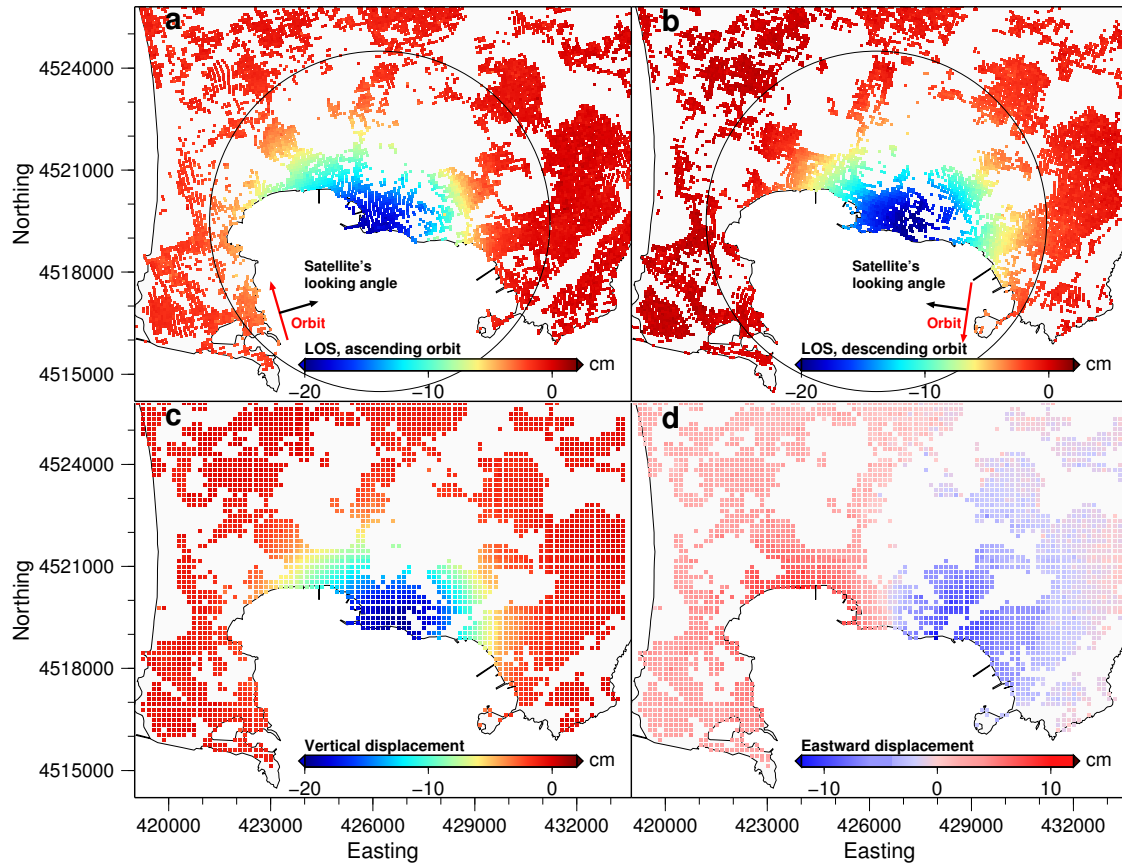 a
b
4524000
4521000
4518000
4515000
Northing
Satellite's
looking angle
Orbit
LOS, ascending orbit
cm
−20
−10
0
Satellite's
looking angle
Orbit
LOS, descending orbit
cm
−20
−10
0
c
d
4524000
4521000
4518000
4515000
Northing
Vertical displacement
cm
−20
−10
0
Eastward displacement
cm
−10
0
10
420000 423000 426000 429000 432000
420000 423000 426000 429000 432000
Easting
Easting